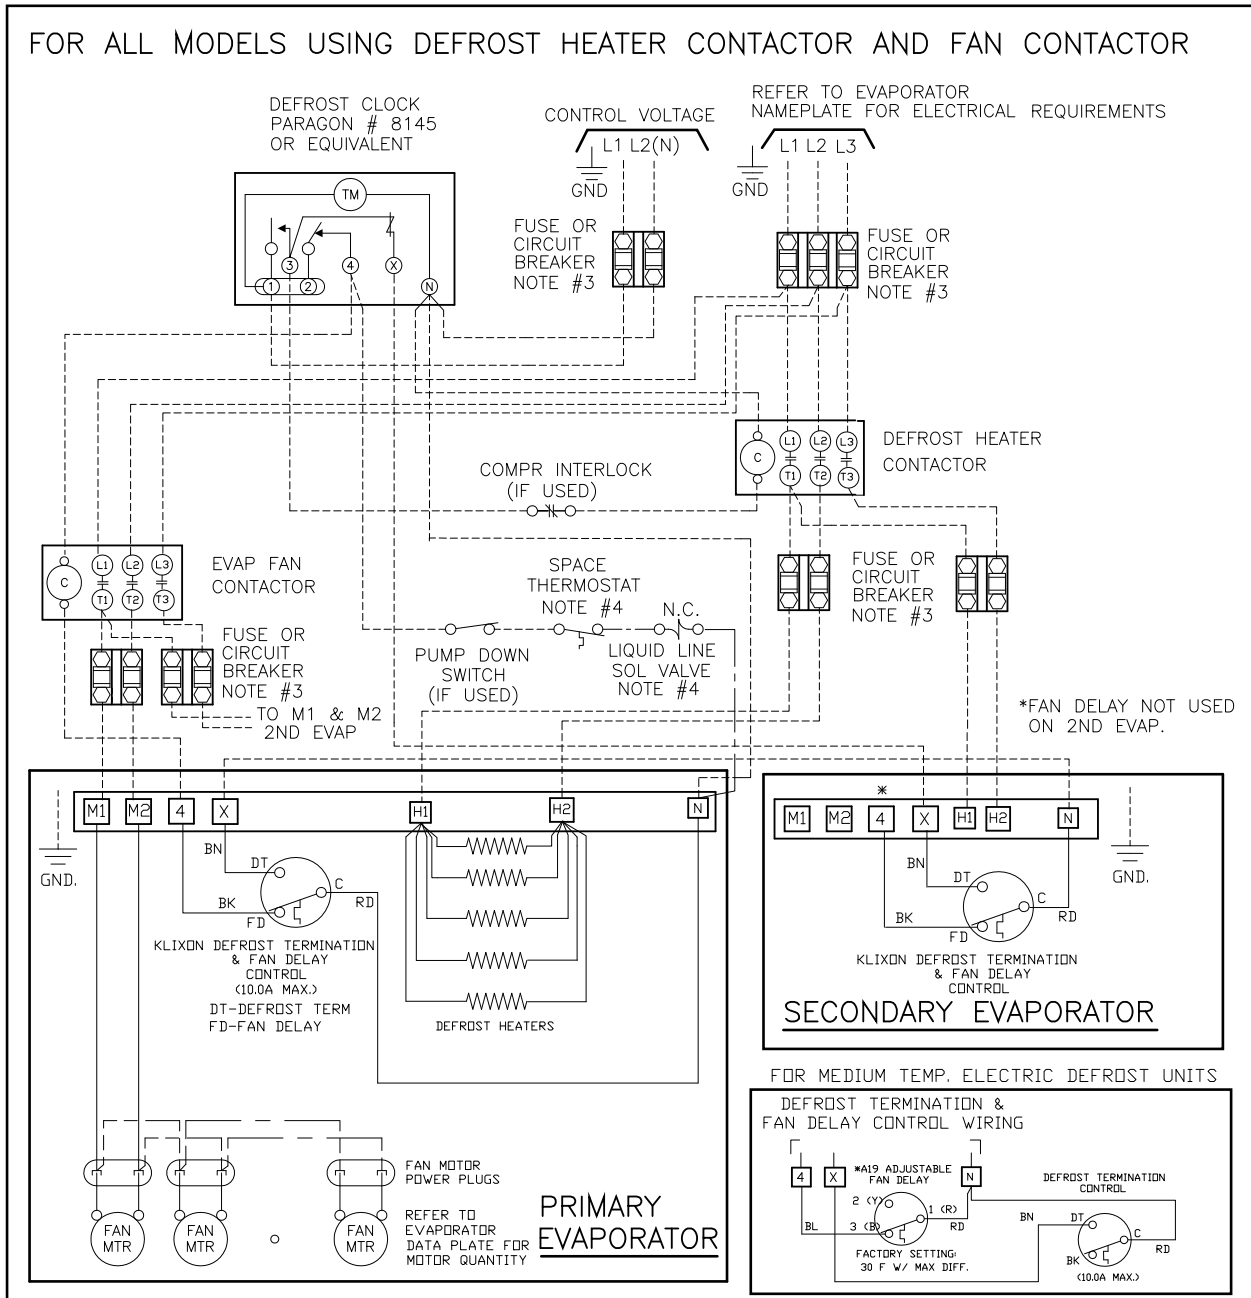 FOR ALL MODELS USING DEFROST HEATER CONTACTOR AND FAN CONTACTOR
DEFROST CLOCK
PARAGON # 8145
OR EQUIVALENT
CONTROL VOLTAGE
L1 L2(N)
GND
REFER TO EVAPORATOR
NAMEPLATE FOR ELECTRICAL REQUIREMENTS
L1 L2 L3
GND
TM
3
4
X
1
2
N
FUSE OR
CIRCUIT
BREAKER
NOTE #3
FUSE OR
CIRCUIT
BREAKER
NOTE #3
C
L1
L2
L3
T1
T2
T3
DEFROST HEATER
CONTACTOR
COMPR INTERLOCK
(IF USED)
C
L1
L2
L3
T1
T2
T3
EVAP FAN
CONTACTOR
SPACE
THERMOSTAT
NOTE #4
N.C.
FUSE OR
CIRCUIT
BREAKER
NOTE #3
FUSE OR
CIRCUIT
BREAKER
NOTE #3
PUMP DOWN
SWITCH
(IF USED)
LIQUID LINE
SOL VALVE
NOTE #4
TO M1 & M2
2ND EVAP
*FAN DELAY NOT USED
ON 2ND EVAP.
M1
M2
4
X
H1
H2
N
GND.
BN
DT
C
RD
BK
FD
KLIXON DEFROST TERMINATION
& FAN DELAY
CONTROL
(10.0A MAX.)
DT-DEFROST TERM
FD-FAN DELAY
DEFROST HEATERS
FAN MOTOR
POWER PLUGS
FAN
MTR
FAN
MTR
FAN
MTR
REFER TO
EVAPORATOR
DATA PLATE FOR
MOTOR QUANTITY
PRIMARY
EVAPORATOR
*
M1
M2
4
X
H1
H2
N
GND.
BN
DT
C
RD
BK
FD
KLIXON DEFROST TERMINATION
& FAN DELAY
CONTROL
SECONDARY EVAPORATOR
FOR MEDIUM TEMP. ELECTRIC DEFROST UNITS
DEFROST TERMINATION &
FAN DELAY CONTROL WIRING
4
X
*A19 ADJUSTABLE
FAN DELAY
N
DEFROST TERMINATION
CONTROL
2 (Y)
1 (R)
BL
3 (B)
RD
BN
DT
C
RD
BK
FACTORY SETTING:
30 F W/ MAX DIFF.
(10.0A MAX.)